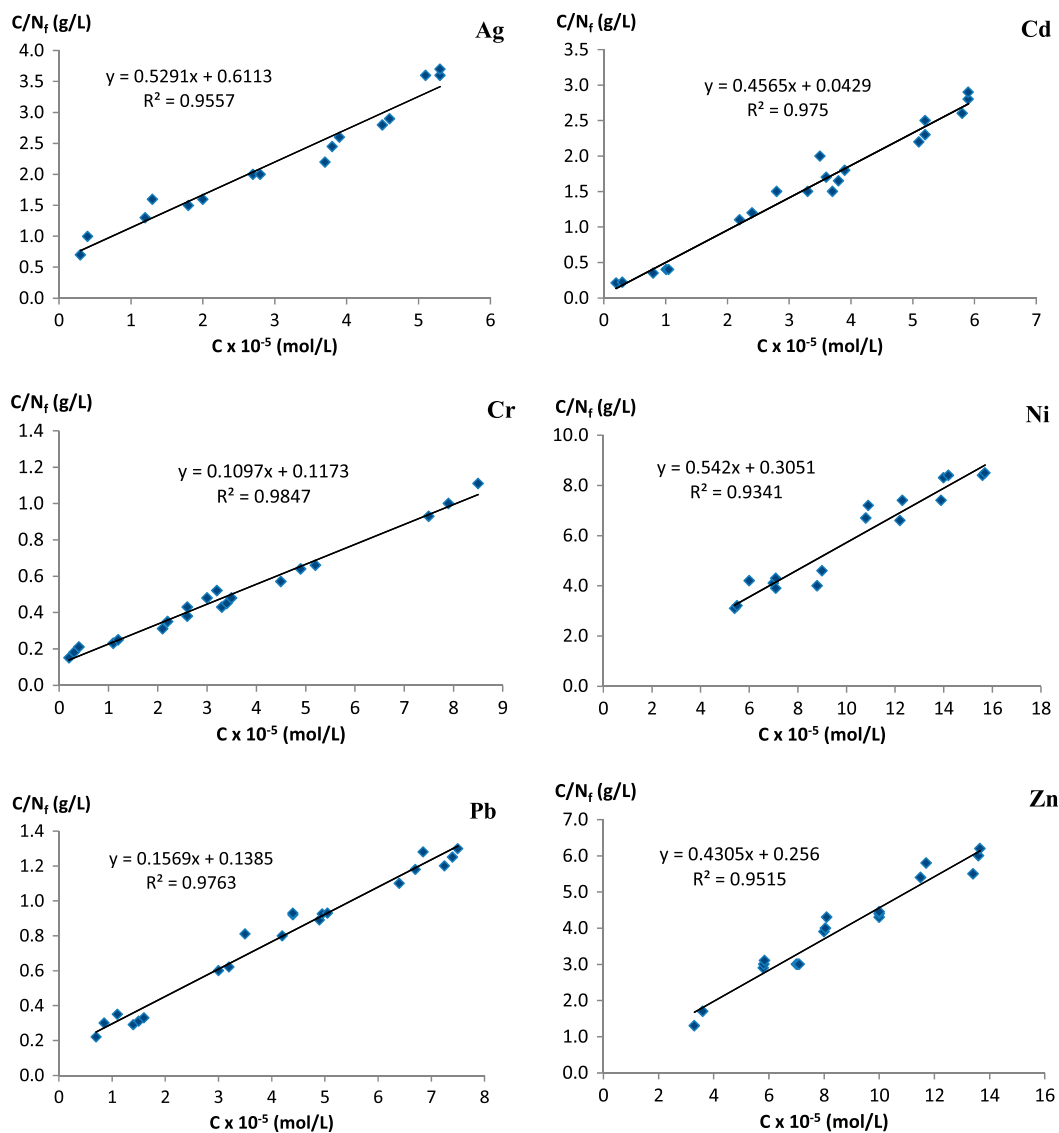 C/Nf (g/L)
Ag
4.0
3.5
3.0
2.5
2.0
1.5
1.0
0.5
0.0
y = 0.5291x + 0.6113
R² = 0.9557
0 1 2 3 4 5 6
C x 10⁻⁵ (mol/L)
C/Nf (g/L)
Cd
3.5
3.0
2.5
2.0
1.5
1.0
0.5
0.0
y = 0.4565x + 0.0429
R² = 0.975
0 1 2 3 4 5 6 7
C x 10⁻⁵ (mol/L)
C/Nf (g/L)
Cr
1.4
1.2
1.0
0.8
0.6
0.4
0.2
0.0
y = 0.1097x + 0.1173
R² = 0.9847
0 1 2 3 4 5 6 7 8 9
C x 10⁻⁵ (mol/L)
C/Nf (g/L)
Ni
10.0
8.0
6.0
4.0
2.0
0.0
y = 0.542x + 0.3051
R² = 0.9341
0 2 4 6 8 10 12 14 16 18
C x 10⁻⁵ (mol/L)
C/Nf (g/L)
Pb
1.4
1.2
1.0
0.8
0.6
0.4
0.2
0.0
y = 0.1569x + 0.1385
R² = 0.9763
0 1 2 3 4 5 6 7 8
C x 10⁻⁵ (mol/L)
C/Nf (g/L)
Zn
7.0
6.0
5.0
4.0
3.0
2.0
1.0
0.0
y = 0.4305x + 0.256
R² = 0.9515
0 2 4 6 8 10 12 14 16
C x 10⁻⁵ (mol/L)